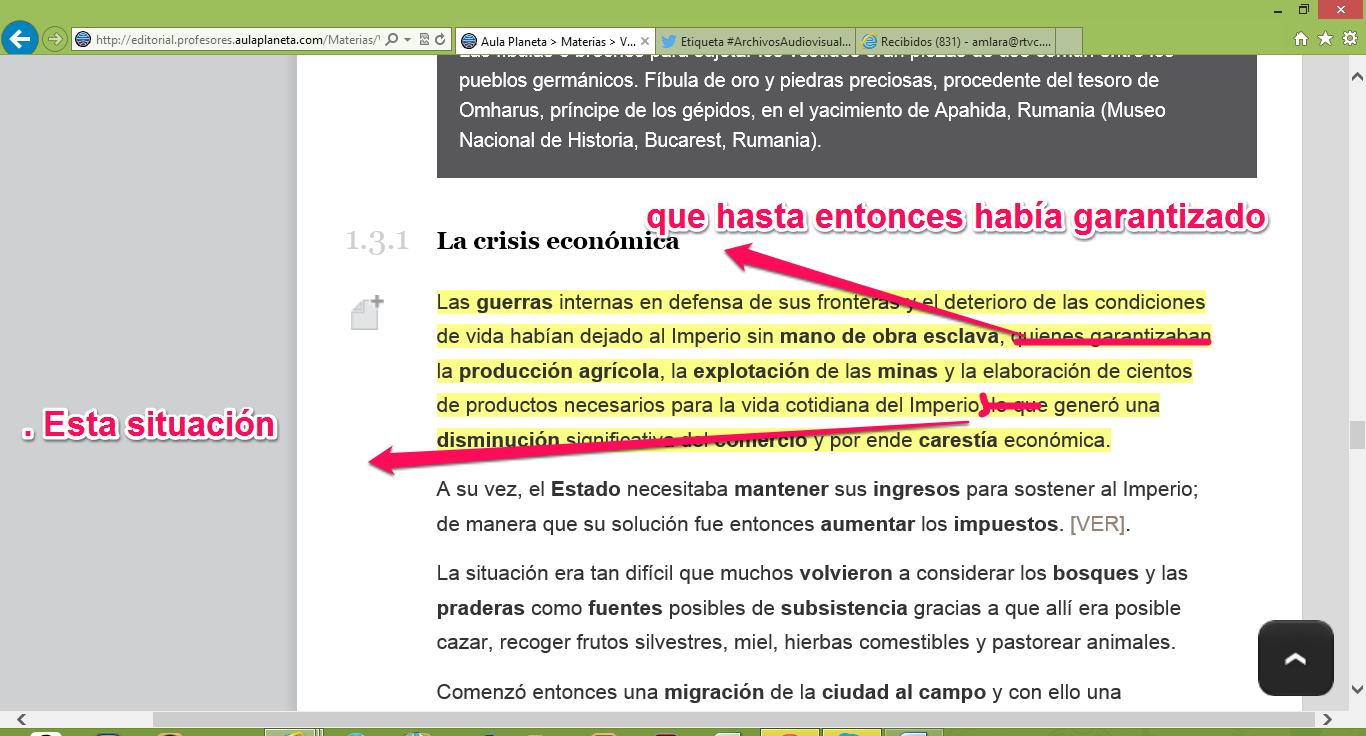 http://editorial.profesores.aulaplaneta.com/Materias/
Aula Planeta > Materias > V...
Etiqueta #ArchivosAudiovisual...
Recibidos (831) - amlara@rtvc....
pueblos germánicos. Fíbula de oro y piedras preciosas, procedente del tesoro de
Omharus, príncipe de los gépidos, en el yacimiento de Apahida, Rumania (Museo
Nacional de Historia, Bucarest, Rumania).
que hasta entonces había garantizado
1.3.1 La crisis económica
Las guerras internas en defensa de sus fronteras y el deterioro de las condiciones
de vida habían dejado al Imperio sin mano de obra esclava, quienes garantizaban
la producción agrícola, la explotación de las minas y la elaboración de cientos
de productos necesarios para la vida cotidiana del Imperio, lo que generó una
. Esta situación
disminución significativa del comercio y por ende carestía económica.
A su vez, el Estado necesitaba mantener sus ingresos para sostener al Imperio;
de manera que su solución fue entonces aumentar los impuestos. [VER].
La situación era tan difícil que muchos volvieron a considerar los bosques y las
praderas como fuentes posibles de subsistencia gracias a que allí era posible
cazar, recoger frutos silvestres, miel, hierbas comestibles y pastorear animales.
Comenzó entonces una migración de la ciudad al campo y con ello una